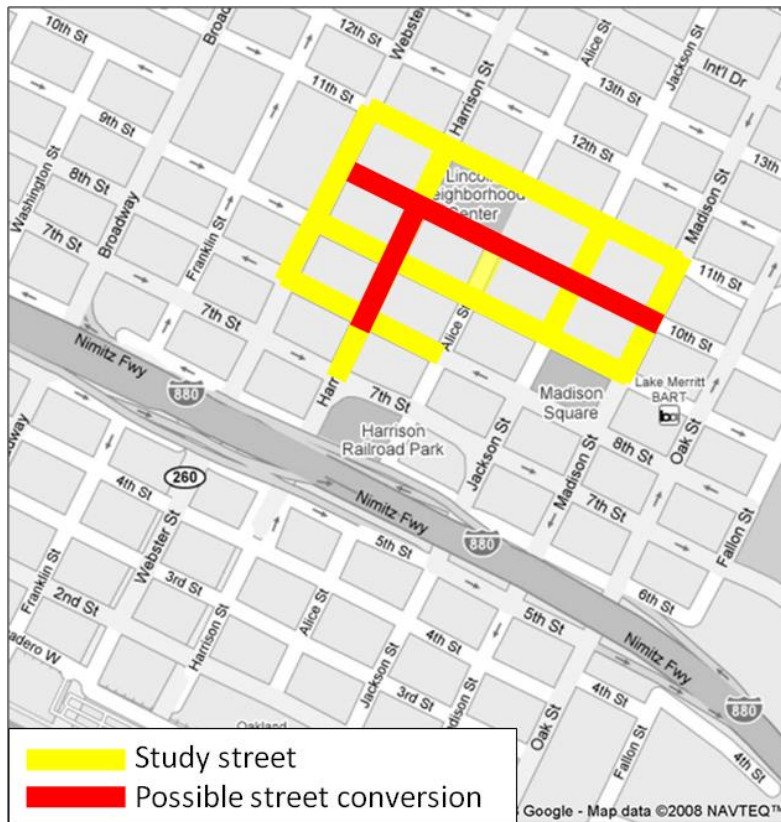 10th St
Broadway
12th St
Webster St
Alice St
Jackson St
Int'l Dr
11th St
Harrison St
13th St
9th St
12th St
13th
Lincoln
Neighborhood
Center
Madison St
8th St
Washington St
Broadway
7th St
Franklin St
11th St
10th St
Alice St
7th St
Nimitz Fwy
880
Harr
7th St
Madison
Square
Lake Merritt
BART
Oak St
8th St
Harrison
Railroad Park
Jackson St
Madison St
7th St
Fallon St
260
4th St
Nimitz Fwy
880
5th St
6th St
Webster St
3rd St
Franklin St
2nd St
Harrison St
Alice St
5th St
4th St
Nimitz Fwy
adero W
Jackson St
3rd St
Madison St
Oak St
4th St
Fallon St
880
4th St
Oakland
Study street
Possible street conversion
Google - Map data ©2008 NAVTEQ™